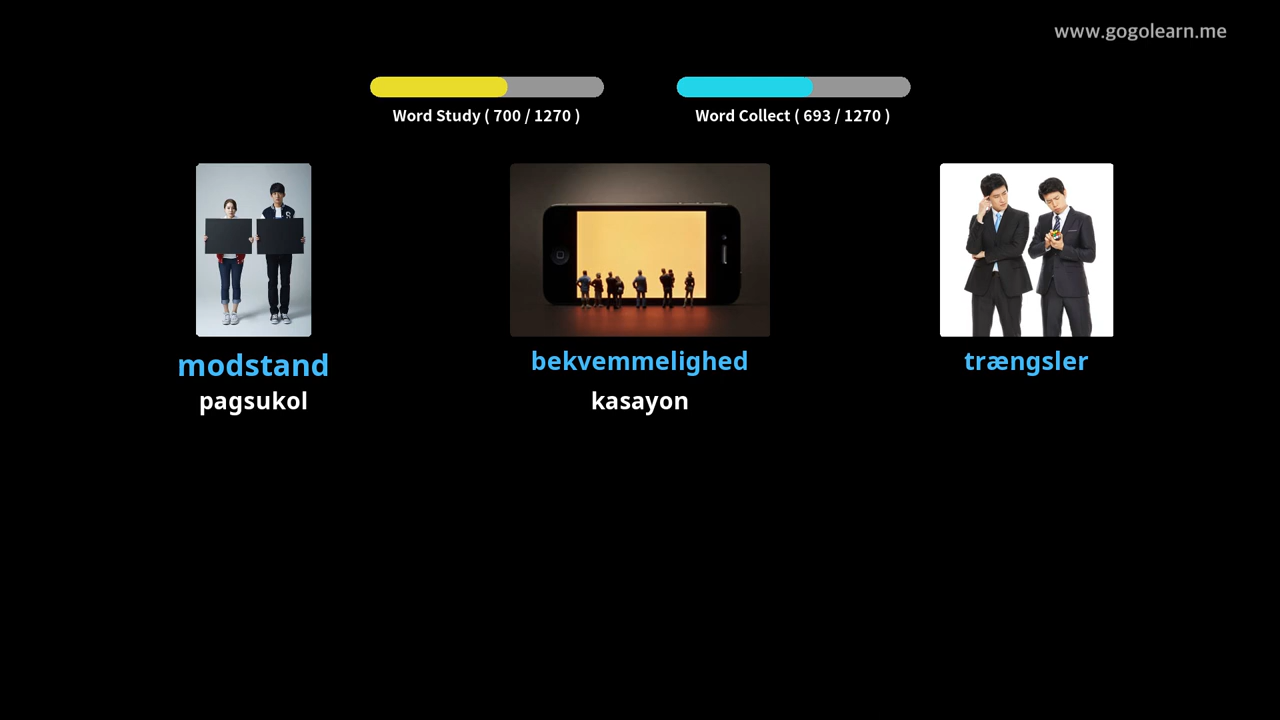 www.gogolearn.me
Word Study ( 700 / 1270 )
Word Collect ( 693 / 1270 )
modstand
pagsukol
bekvemmelighed
kasayon
trængsler